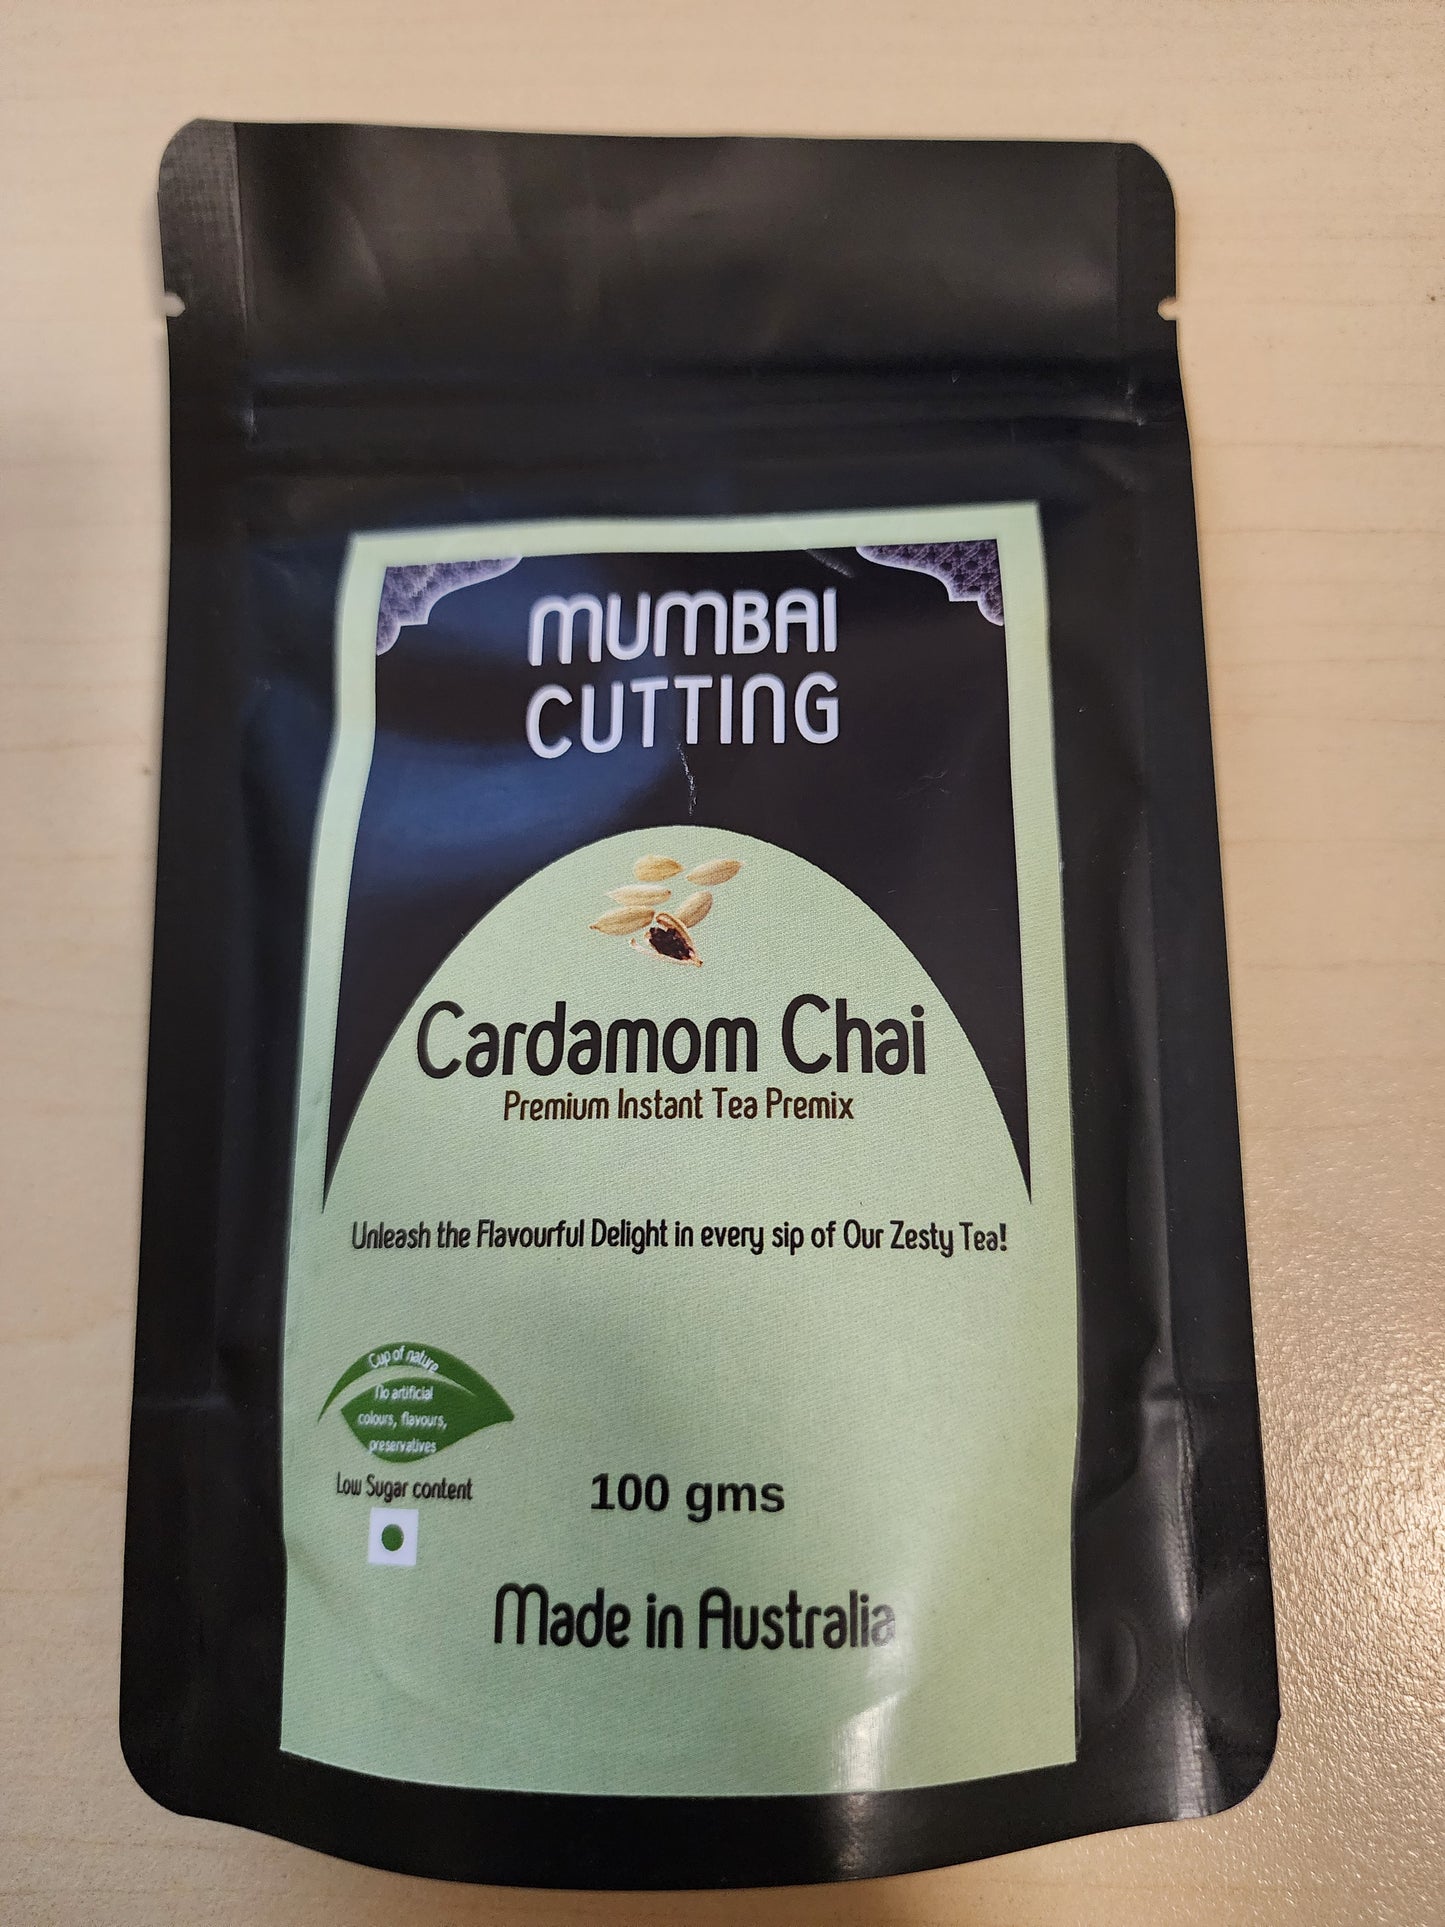 MUMBAI
CUTTING
Cardamom Chai
Premium Instant Tea Premix
Unleash the Flavourful Delight in every sip of Our Zesty Tea!
Cup of nature
No artificial
colours, flavours,
preservatives
Low Sugar content
100 gms
Made in Australia